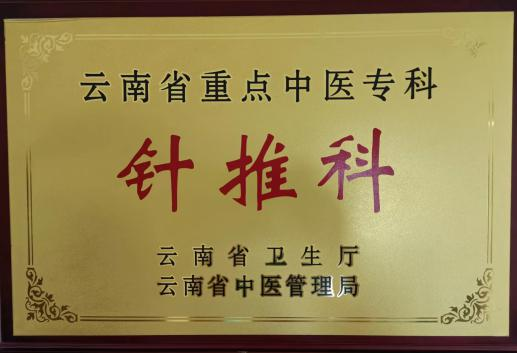 云南省重点中医专科
针推科
云南省卫生厅
云南省中医管理局